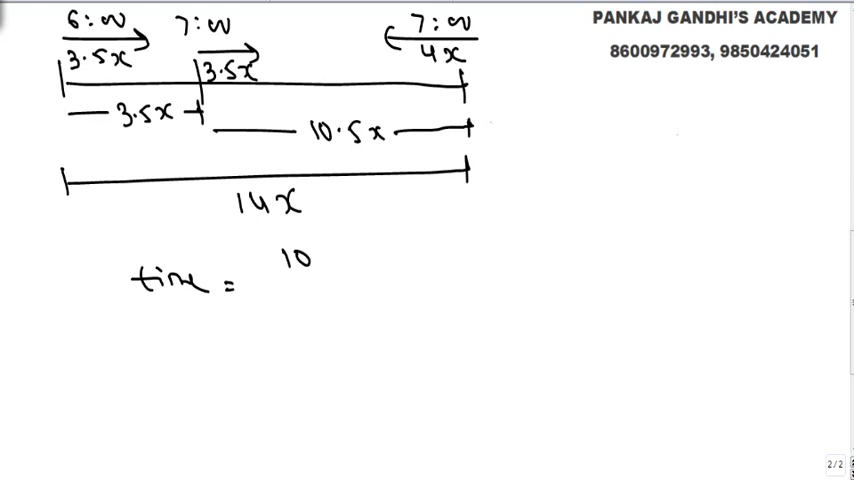 6:00 7:00 7:00
3.5x 3.5x 4x
3.5x
10.5x
14x
10
time =
PANKAJ GANDHI'S ACADEMY
8600972993, 9850424051
2/2